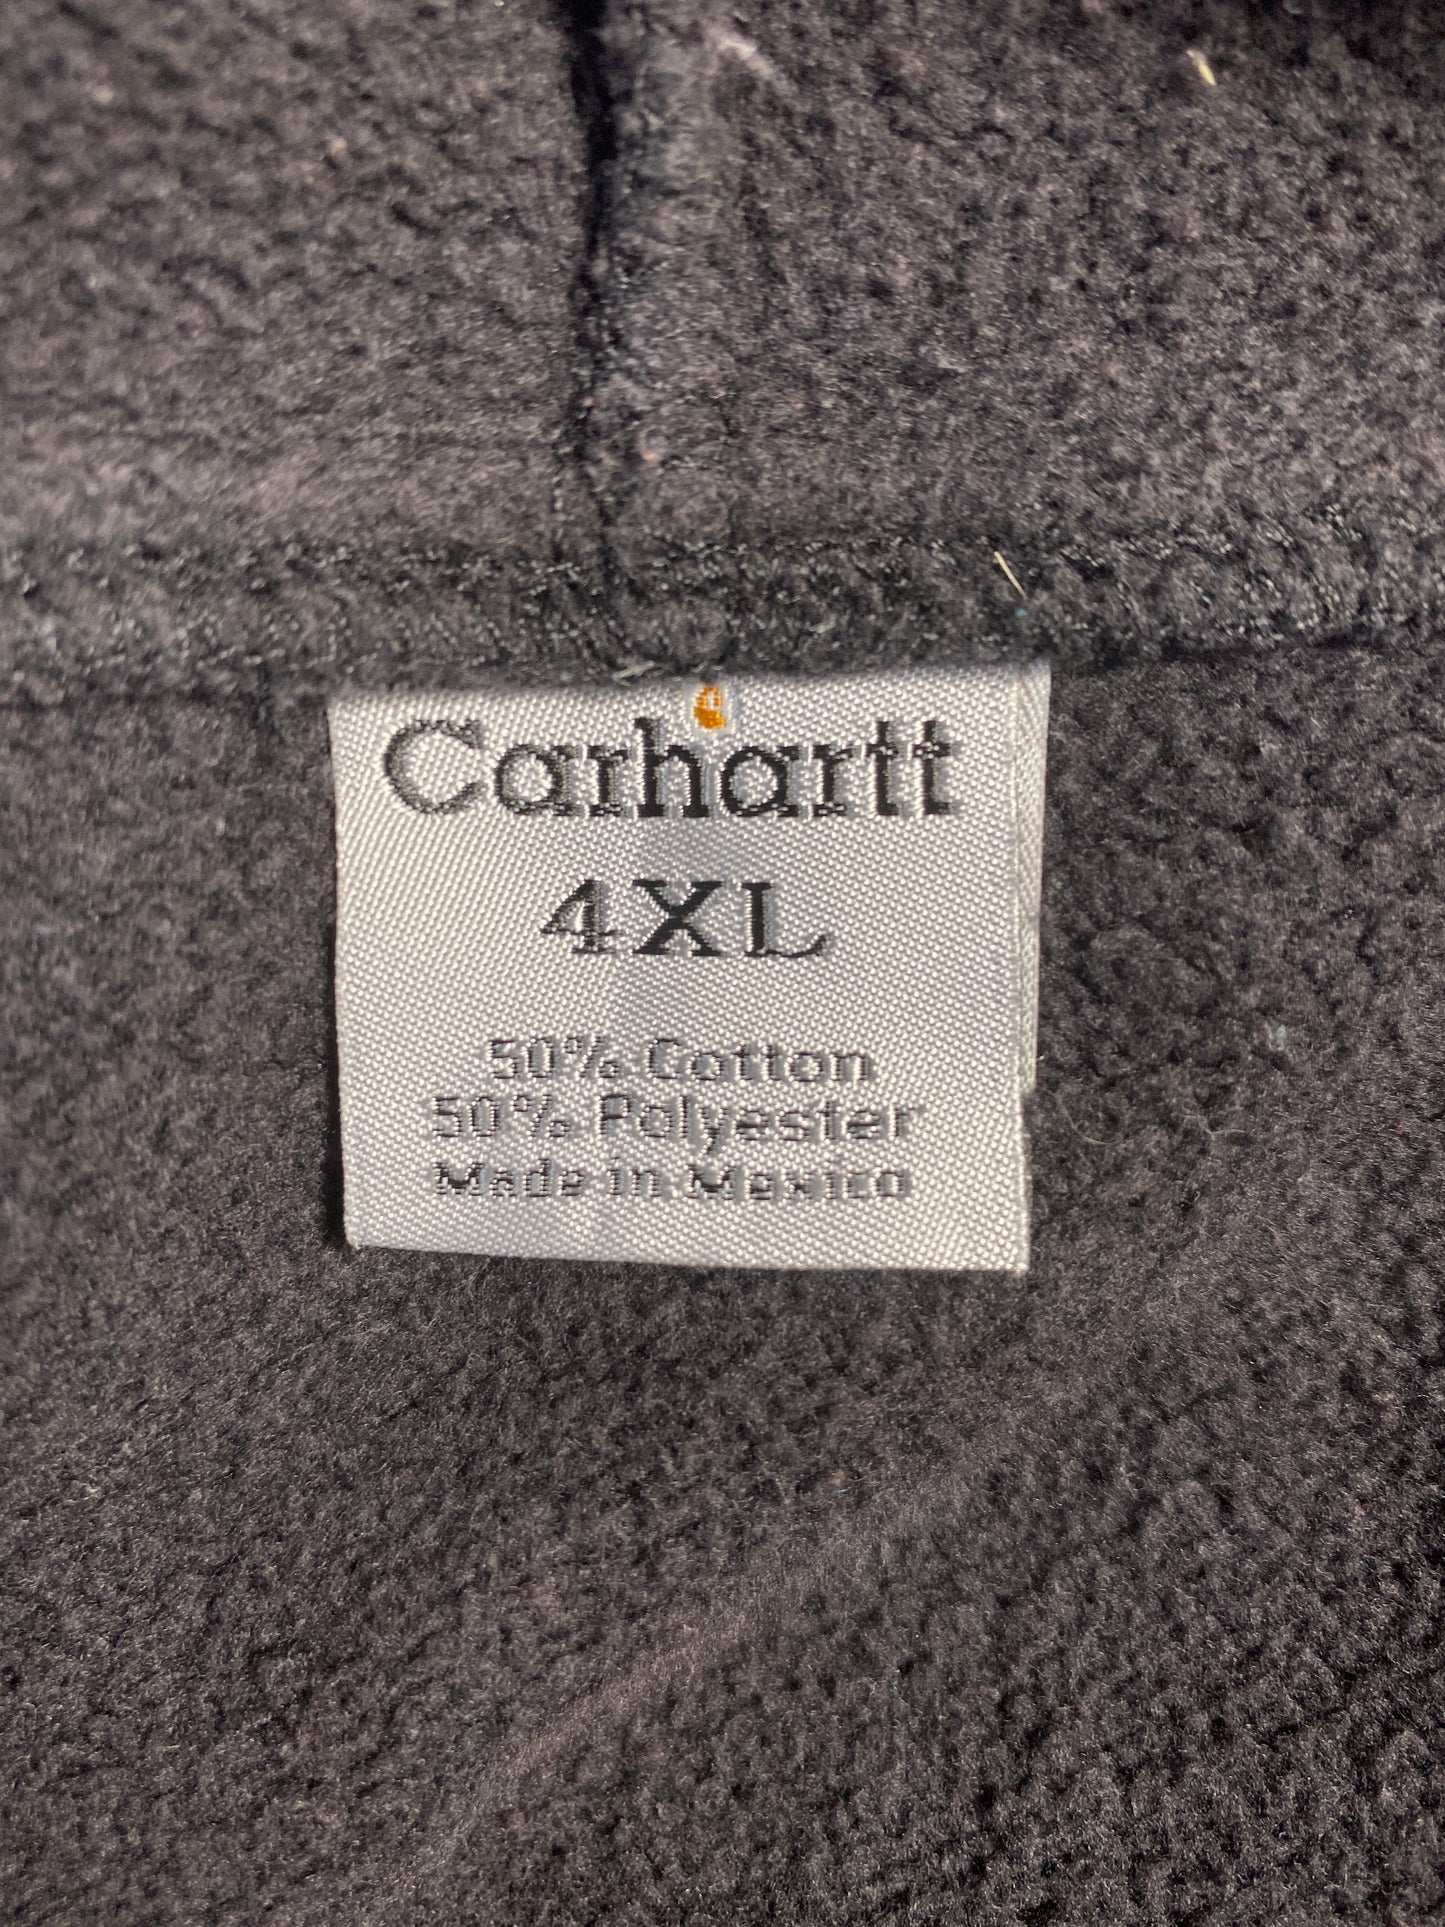 Carhartt
4XL
50% Cotton
50% Polyester
Made in Mexico